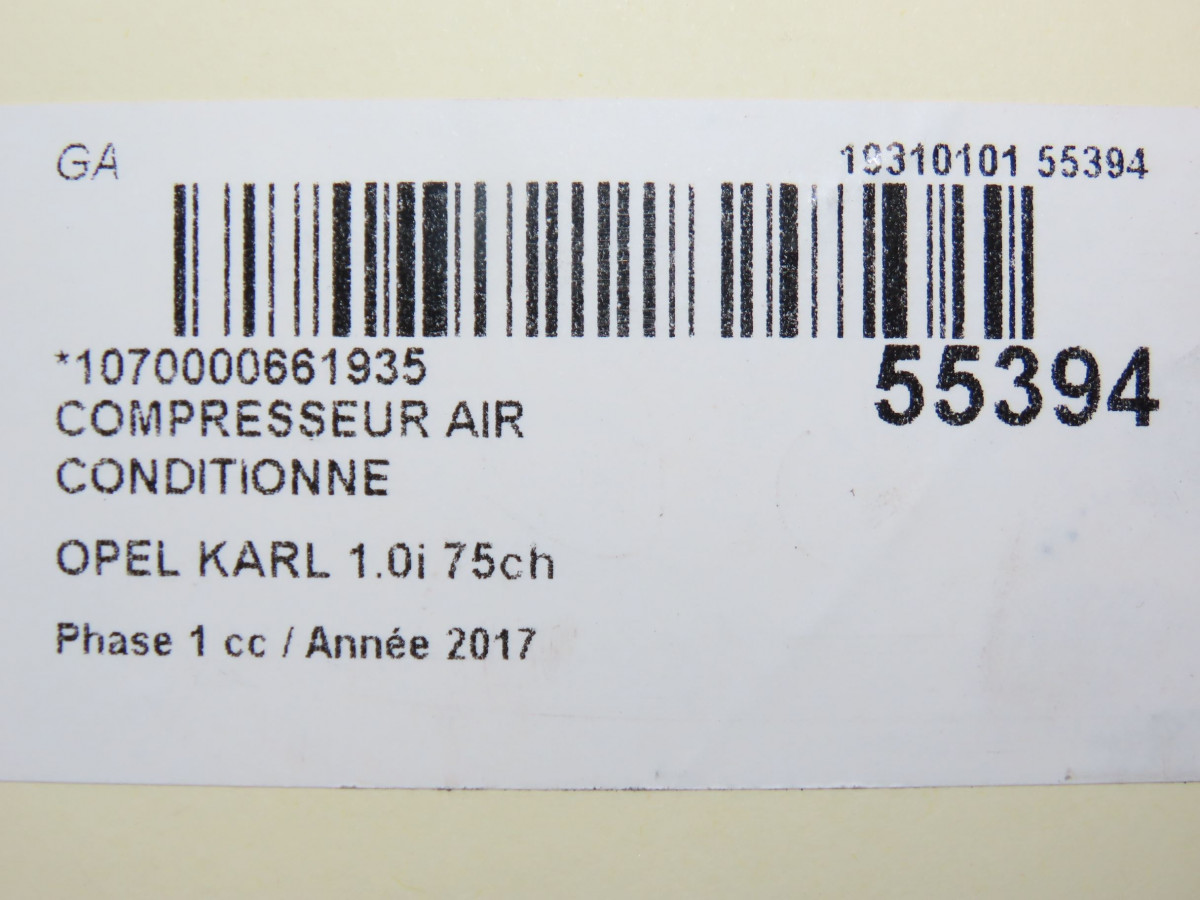 GA
19310101 55394
*1070000661935
55394
COMPRESSEUR AIR
CONDITIONNE
OPEL KARL 1.0i 75ch
Phase 1 cc / Année 2017